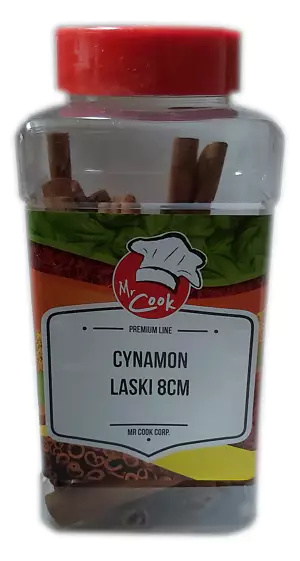 Mr
Cook
PREMIUM LINE
CYNAMON
LASKI 8CM
MR COOK CORP.